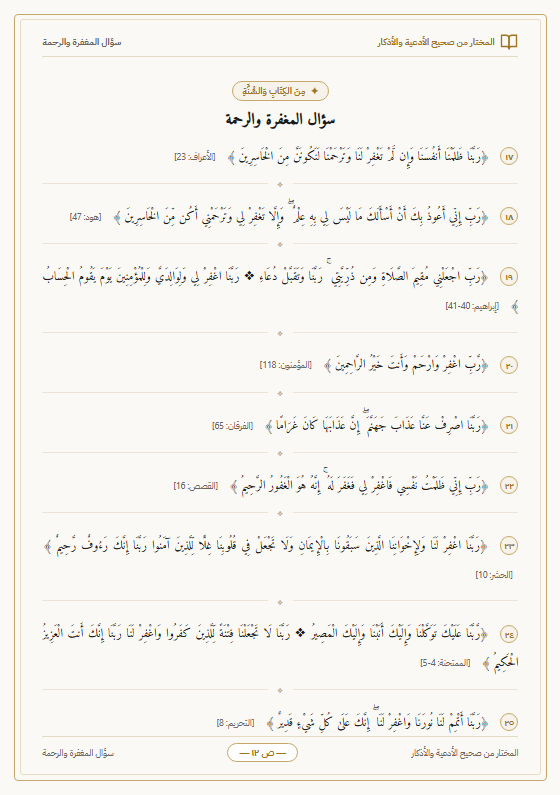 المختار من صحيح الأدعية والأذكار
سؤال المغفرة والرحمة
✦ مِنَ الكِتَابِ وَالسُّنَّةِ
سؤال المغفرة والرحمة
١٧ ﴿رَبَّنَا ظَلَمْنَا أَنفُسَنَا وَإِن لَّمْ تَغْفِرْ لَنَا وَتَرْحَمْنَا لَنَكُونَنَّ مِنَ الْخَاسِرِينَ ﴾ [الأعراف: 23]
١٨ ﴿رَبِّ إِنِّي أَعُوذُ بِكَ أَنْ أَسْأَلَكَ مَا لَيْسَ لِي بِهِ عِلْمٌ ۖ وَإِلَّا تَغْفِرْ لِي وَتَرْحَمْنِي أَكُن مِّنَ الْخَاسِرِينَ ﴾ [هود: 47]
١٩ ﴿رَبِّ اجْعَلْنِي مُقِيمَ الصَّلَاةِ وَمِن ذُرِّيَّتِي ۚ رَبَّنَا وَتَقَبَّلْ دُعَاءِ ❖ رَبَّنَا اغْفِرْ لِي وَلِوَالِدَيَّ وَلِلْمُؤْمِنِينَ يَوْمَ يَقُومُ الْحِسَابُ
﴾ [إبراهيم: 40-41]
٢٠ ﴿رَّبِّ اغْفِرْ وَارْحَمْ وَأَنتَ خَيْرُ الرَّاحِمِينَ ﴾ [المؤمنون: 118]
٢١ ﴿رَبَّنَا اصْرِفْ عَنَّا عَذَابَ جَهَنَّمَ ۖ إِنَّ عَذَابَهَا كَانَ غَرَامًا ﴾ [الفرقان: 65]
٢٢ ﴿رَبِّ إِنِّي ظَلَمْتُ نَفْسِي فَاغْفِرْ لِي فَغَفَرَ لَهُ ۚ إِنَّهُ هُوَ الْغَفُورُ الرَّحِيمُ ﴾ [القصص: 16]
٢٣ ﴿رَبَّنَا اغْفِرْ لَنَا وَلِإِخْوَانِنَا الَّذِينَ سَبَقُونَا بِالْإِيمَانِ وَلَا تَجْعَلْ فِي قُلُوبِنَا غِلًّا لِّلَّذِينَ آمَنُوا رَبَّنَا إِنَّكَ رَءُوفٌ رَّحِيمٌ ﴾
[الحشر: 10]
٢٤ ﴿رَّبَّنَا عَلَيْكَ تَوَكَّلْنَا وَإِلَيْكَ أَنَبْنَا وَإِلَيْكَ الْمَصِيرُ ❖ رَبَّنَا لَا تَجْعَلْنَا فِتْنَةً لِّلَّذِينَ كَفَرُوا وَاغْفِرْ لَنَا رَبَّنَا إِنَّكَ أَنتَ الْعَزِيزُ
الْحَكِيمُ ﴾ [الممتحنة: 4-5]
٢٥ ﴿رَبَّنَا أَتْمِمْ لَنَا نُورَنَا وَاغْفِرْ لَنَا ۖ إِنَّكَ عَلَىٰ كُلِّ شَيْءٍ قَدِيرٌ ﴾ [التحريم: 8]
المختار من صحيح الأدعية والأذكار
— ص ١٢ —
سؤال المغفرة والرحمة